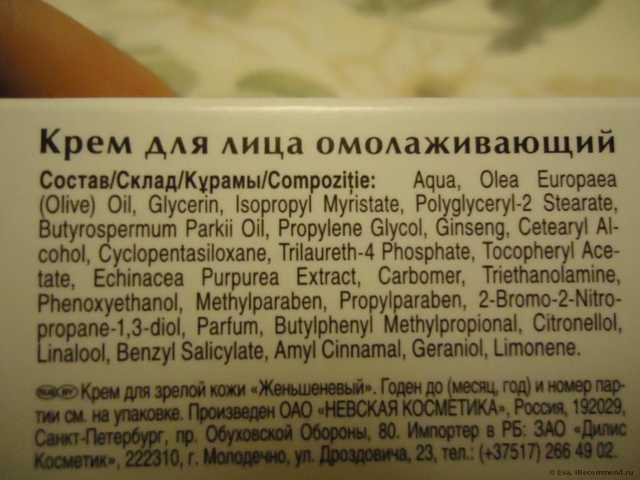 Крем для лица омолаживающий
Состав/Склад/Құрамы/Compoziție: Aqua, Olea Europaea
(Olive) Oil, Glycerin, Isopropyl Myristate, Polyglyceryl-2 Stearate,
Butyrospermum Parkii Oil, Propylene Glycol, Ginseng, Cetearyl Al-
cohol, Cyclopentasiloxane, Trilaureth-4 Phosphate, Tocopheryl Ace-
tate, Echinacea Purpurea Extract, Carbomer, Triethanolamine,
Phenoxyethanol, Methylparaben, Propylparaben, 2-Bromo-2-Nitro-
propane-1,3-diol, Parfum, Butylphenyl Methylpropional, Citronellol,
Linalool, Benzyl Salicylate, Amyl Cinnamal, Geraniol, Limonene.
Крем для зрелой кожи «Женьшеневый». Годен до (месяц, год) и номер пар-
тии см. на упаковке. Произведен ОАО «НЕВСКАЯ КОСМЕТИКА», Россия, 192029,
Санкт-Петербург, пр. Обуховской Обороны, 80. Импортер в РБ: ЗАО «Дилис
Косметик», 222310, г. Молодечно, ул. Дроздовича, 23, тел.: (+37517) 266 49 02.
© Eva, IRecommend.ru